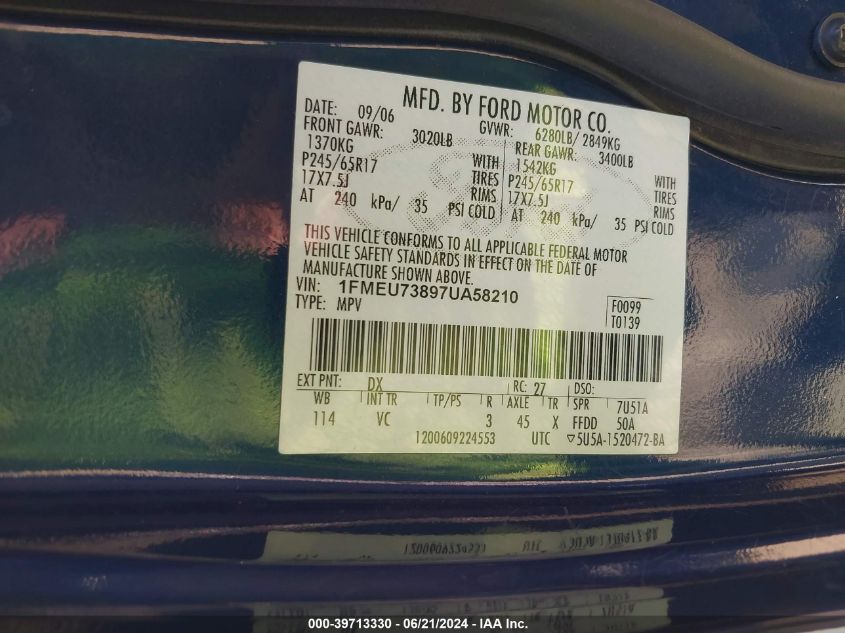 MFD. BY FORD MOTOR CO.
DATE: 09/06 GVWR: 6280LB/ 2849KG
FRONT GAWR: 3020LB REAR GAWR: 3400LB
1370KG WITH 1542KG WITH
P245/65R17 TIRES P245/65R17 TIRES
17X7.5J RIMS 17X7.5J RIMS
AT 240 kPa/ 35 PSI COLD AT 240 kPa/ 35 PSI COLD
THIS VEHICLE CONFORMS TO ALL APPLICABLE FEDERAL MOTOR
VEHICLE SAFETY STANDARDS IN EFFECT ON THE DATE OF
MANUFACTURE SHOWN ABOVE.
VIN: 1FMEU73897UA58210
TYPE: MPV
F0099
T0139
EXT PNT: DX RC: 27 DSO:
WB INT TR TP/PS R AXLE TR SPR 7U51A
114 VC 3 45 X FFDD 50A
1200609224553 UTC ▽5U5A-1520472-BA
000-39713330 - 06/21/2024 - IAA Inc.